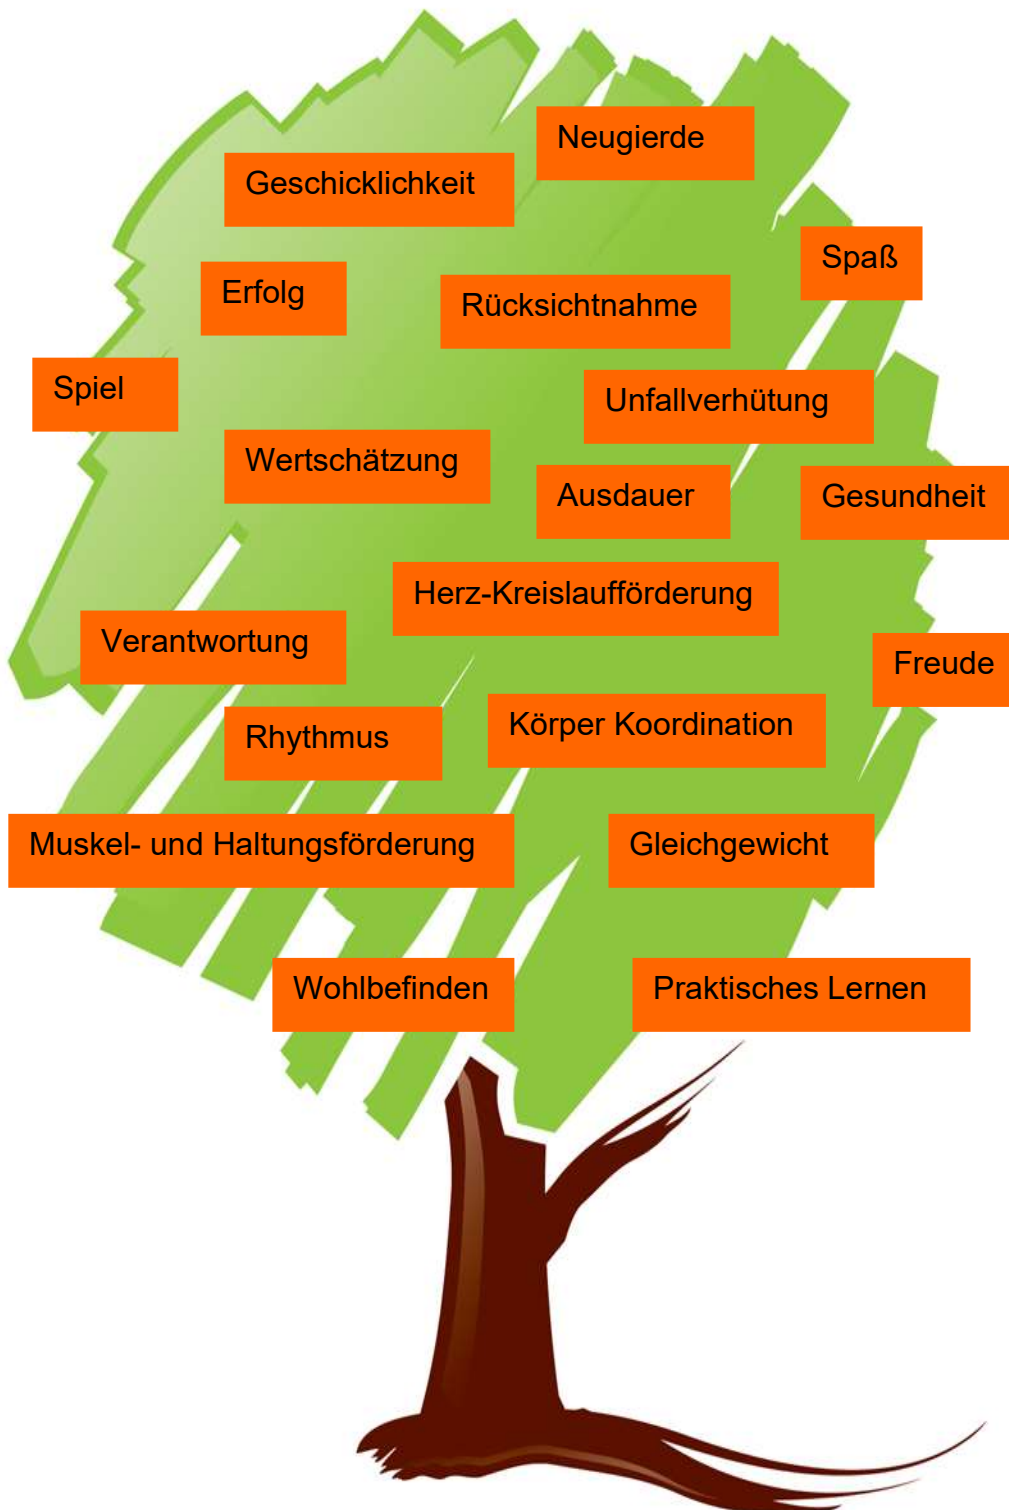 Neugierde
Geschicklichkeit
Spaß
Erfolg
Rücksichtnahme
Spiel
Unfallverhütung
Wertschätzung
Ausdauer
Gesundheit
Herz-Kreislaufförderung
Verantwortung
Freude
Rhythmus
Körper Koordination
Muskel- und Haltungsförderung
Gleichgewicht
Wohlbefinden
Praktisches Lernen